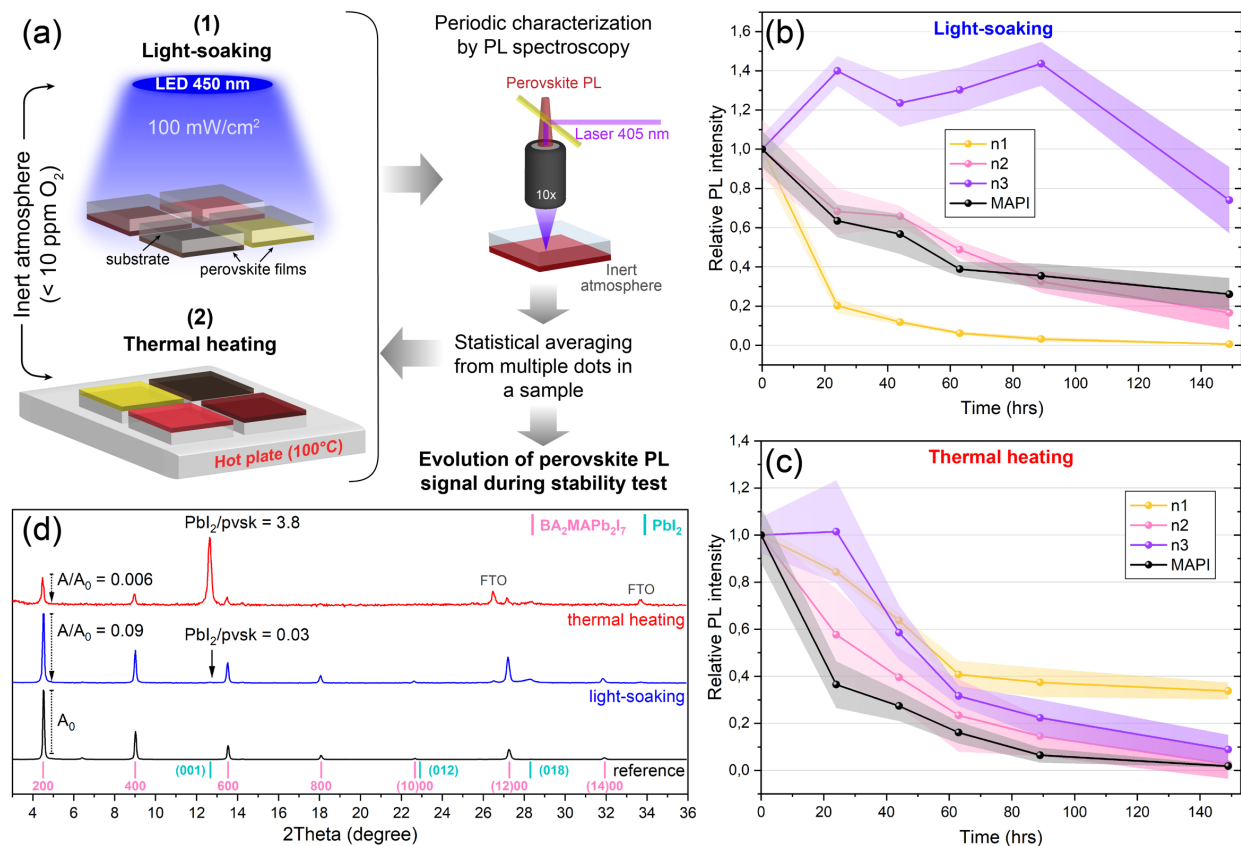 (a)
(1)
Light-soaking
LED 450 nm
100 mW/cm²
substrate
perovskite films
Inert atmosphere
(< 10 ppm O₂)
(2)
Thermal heating
Hot plate (100°C)
Periodic characterization
by PL spectroscopy
Perovskite PL
Laser 405 nm
10x
Inert
atmosphere
Statistical averaging
from multiple dots in
a sample
Evolution of perovskite PL
signal during stability test
(b)
Light-soaking
Relative PL intensity
1,6
1,4
1,2
1,0
0,8
0,6
0,4
0,2
0,0
n1
n2
n3
MAPI
0 20 40 60 80 100 120 140
Time (hrs)
(c)
Thermal heating
Relative PL intensity
1,4
1,2
1,0
0,8
0,6
0,4
0,2
0,0
n1
n2
n3
MAPI
0 20 40 60 80 100 120 140
Time (hrs)
(d)
PbI₂/pvsk = 3.8
BA₂MAPb₂I₇
PbI₂
A/A₀ = 0.006
FTO
FTO
thermal heating
A/A₀ = 0.09
PbI₂/pvsk = 0.03
light-soaking
A₀
reference
(001) (012) (018)
200 400 600 800 (10)00 (12)00 (14)00
4 6 8 10 12 14 16 18 20 22 24 26 28 30 32 34 36
2Theta (degree)